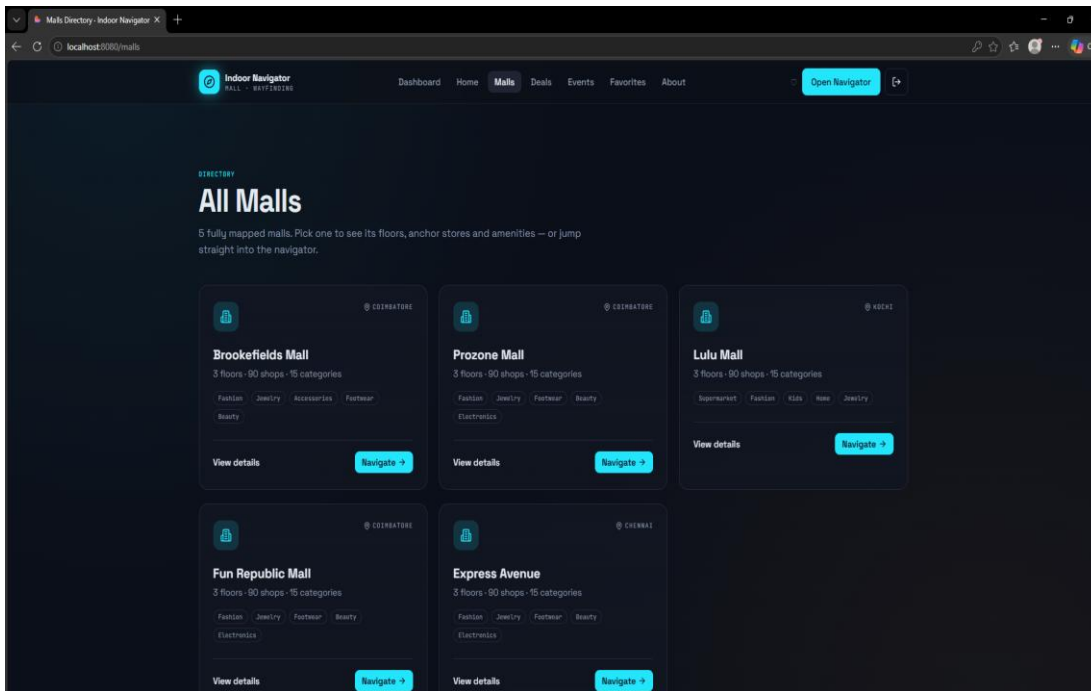 Malls Directory - Indoor Navigator
localhost:8080/malls
Indoor Navigator
MALL · WAYFINDING
Dashboard Home Malls Deals Events Favorites About
Open Navigator
DIRECTORY
All Malls
5 fully mapped malls. Pick one to see its floors, anchor stores and amenities — or jump
straight into the navigator.
COIMBATORE
Brookefields Mall
3 floors · 90 shops · 15 categories
Fashion Jewelry Accessories Footwear
Beauty
View details Navigate →
COIMBATORE
Prozone Mall
3 floors · 90 shops · 15 categories
Fashion Jewelry Footwear Beauty
Electronics
View details Navigate →
KOCHI
Lulu Mall
3 floors · 90 shops · 15 categories
Supermarket Fashion Kids Home Jewelry
View details Navigate →
COIMBATORE
Fun Republic Mall
3 floors · 90 shops · 15 categories
Fashion Jewelry Footwear Beauty
Electronics
View details Navigate →
CHENNAI
Express Avenue
3 floors · 90 shops · 15 categories
Fashion Jewelry Footwear Beauty
Electronics
View details Navigate →